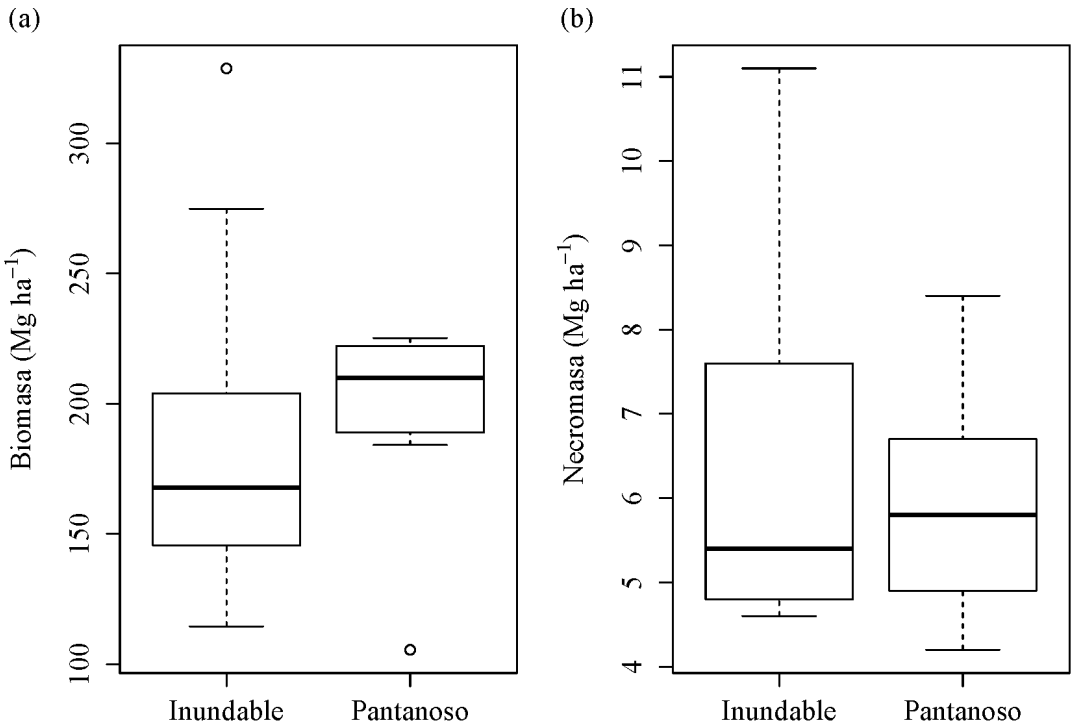 (a)
Biomasa (Mg ha⁻¹)
300
250
200
150
100
Inundable Pantanoso
(b)
Necromasa (Mg ha⁻¹)
11
10
9
8
7
6
5
4
Inundable Pantanoso